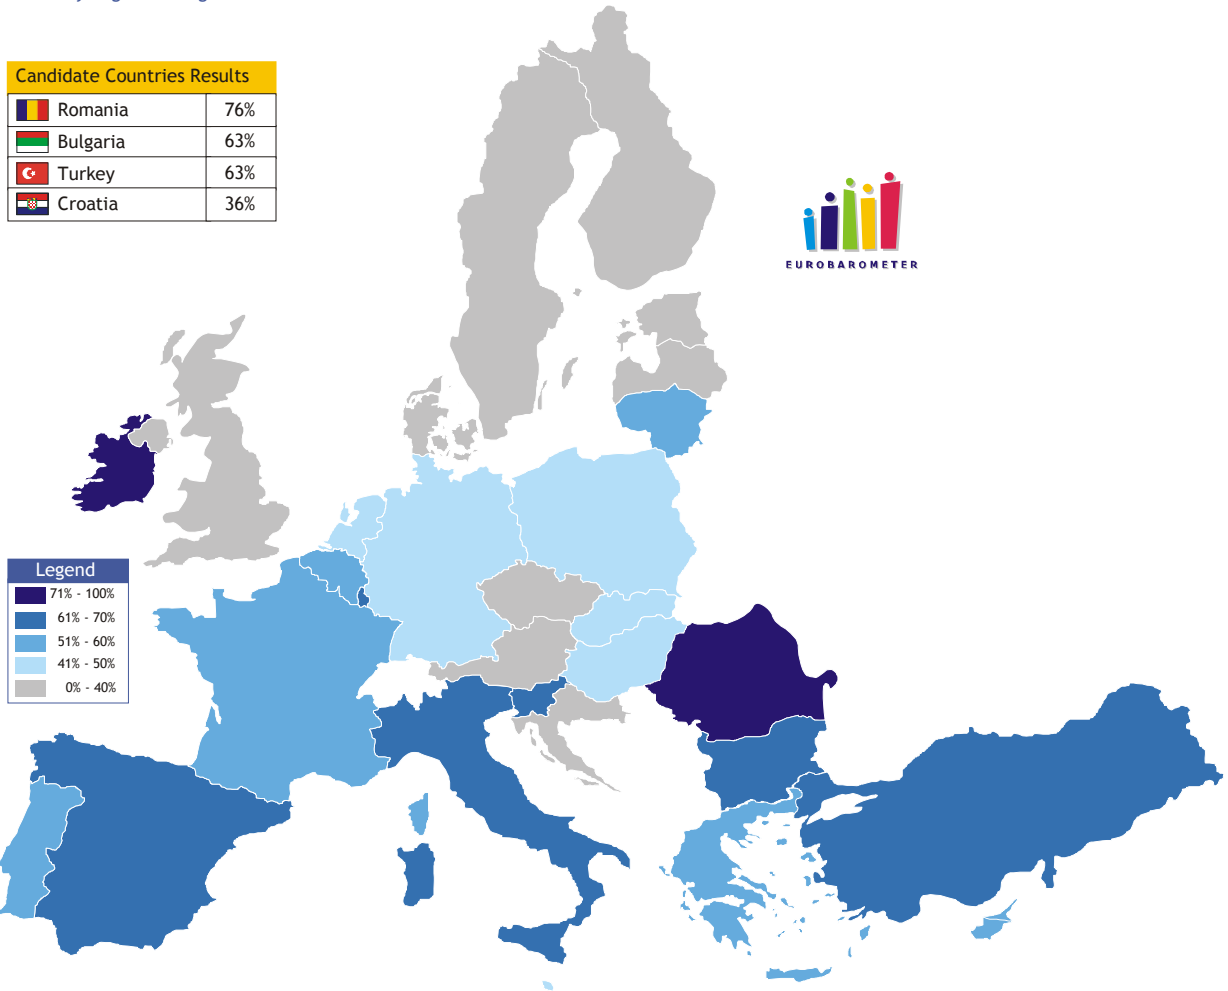 Candidate Countries Results
Romania 76%
Bulgaria 63%
Turkey 63%
Croatia 36%
EUROBAROMETER
Legend
71% - 100%
61% - 70%
51% - 60%
41% - 50%
0% - 40%